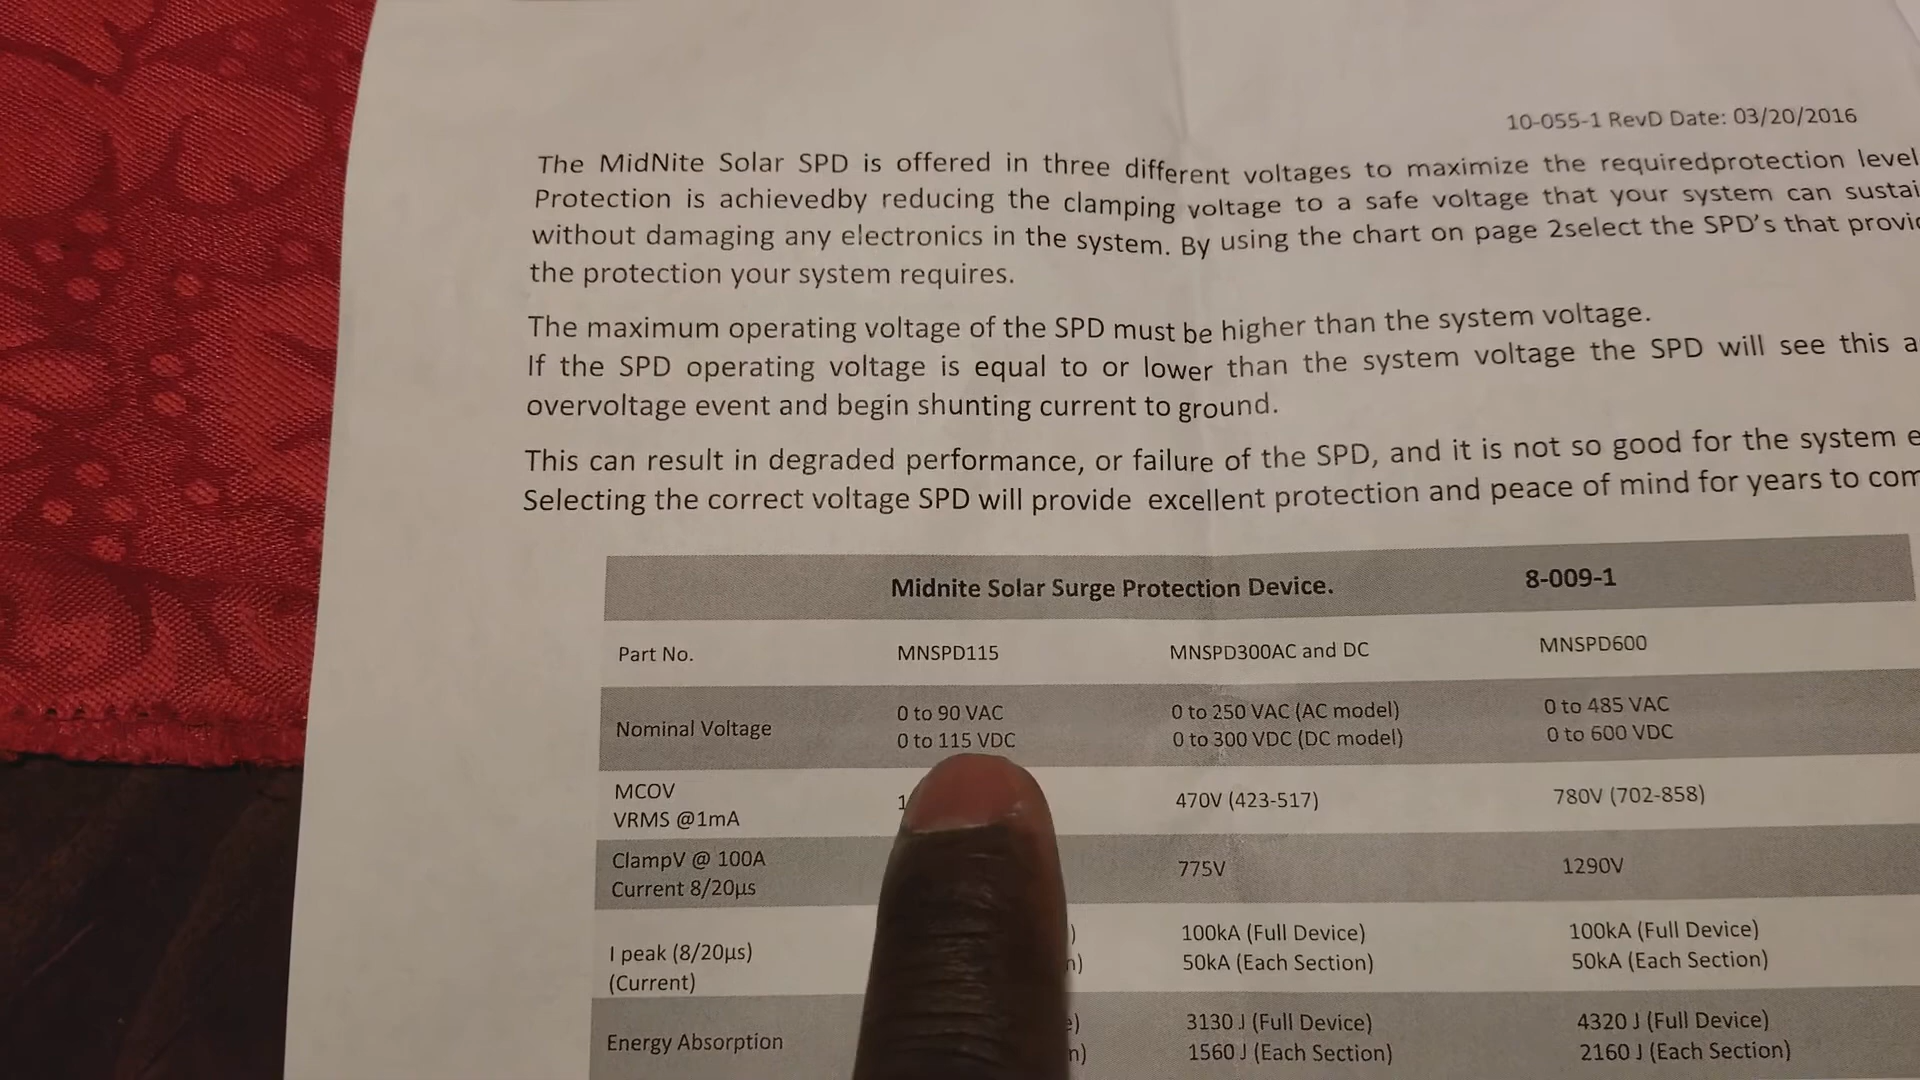 10-055-1 RevD Date: 03/20/2016
The MidNite Solar SPD is offered in three different voltages to maximize the requiredprotection level
Protection is achievedby reducing the clamping voltage to a safe voltage that your system can
without damaging any electronics in the system. By using the chart on page 2select the SPD's that
the protection your system requires.
The maximum operating voltage of the SPD must be higher than the system voltage.
If the SPD operating voltage is equal to or lower than the system voltage the SPD will see this
overvoltage event and begin shunting current to ground.
This can result in degraded performance, or failure of the SPD, and it is not so good for the system
Selecting the correct voltage SPD will provide excellent protection and peace of mind for years to
Midnite Solar Surge Protection Device. 8-009-1
Part No. MNSPD115 MNSPD300AC and DC MNSPD600
Nominal Voltage
0 to 90 VAC 0 to 250 VAC (AC model) 0 to 485 VAC
0 to 115 VDC 0 to 300 VDC (DC model) 0 to 600 VDC
MCOV
VRMS @1mA
470V (423-517) 780V (702-858)
ClampV @ 100A
Current 8/20µs
775V 1290V
I peak (8/20µs)
(Current)
100kA (Full Device) 100kA (Full Device)
50kA (Each Section) 50kA (Each Section)
Energy Absorption
3130 J (Full Device) 4320 J (Full Device)
1560 J (Each Section) 2160 J (Each Section)